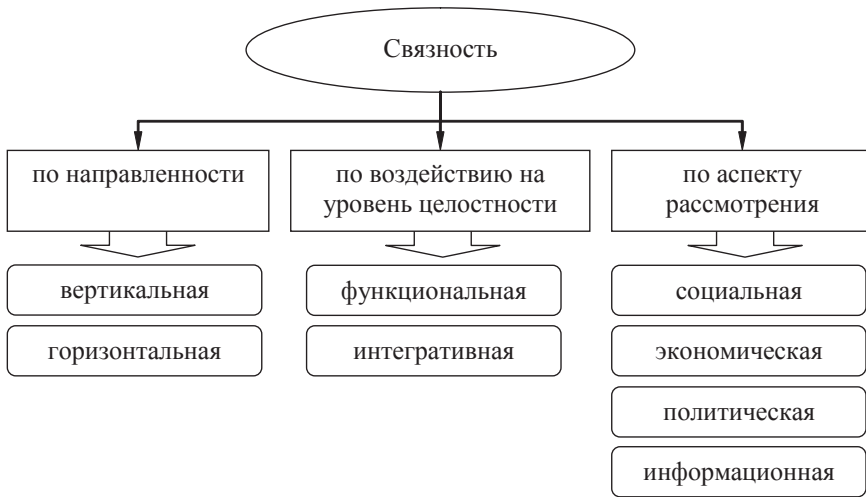 Связность
по направленности
по воздействию на
уровень целостности
по аспекту
рассмотрения
вертикальная
горизонтальная
функциональная
интегративная
социальная
экономическая
политическая
информационная